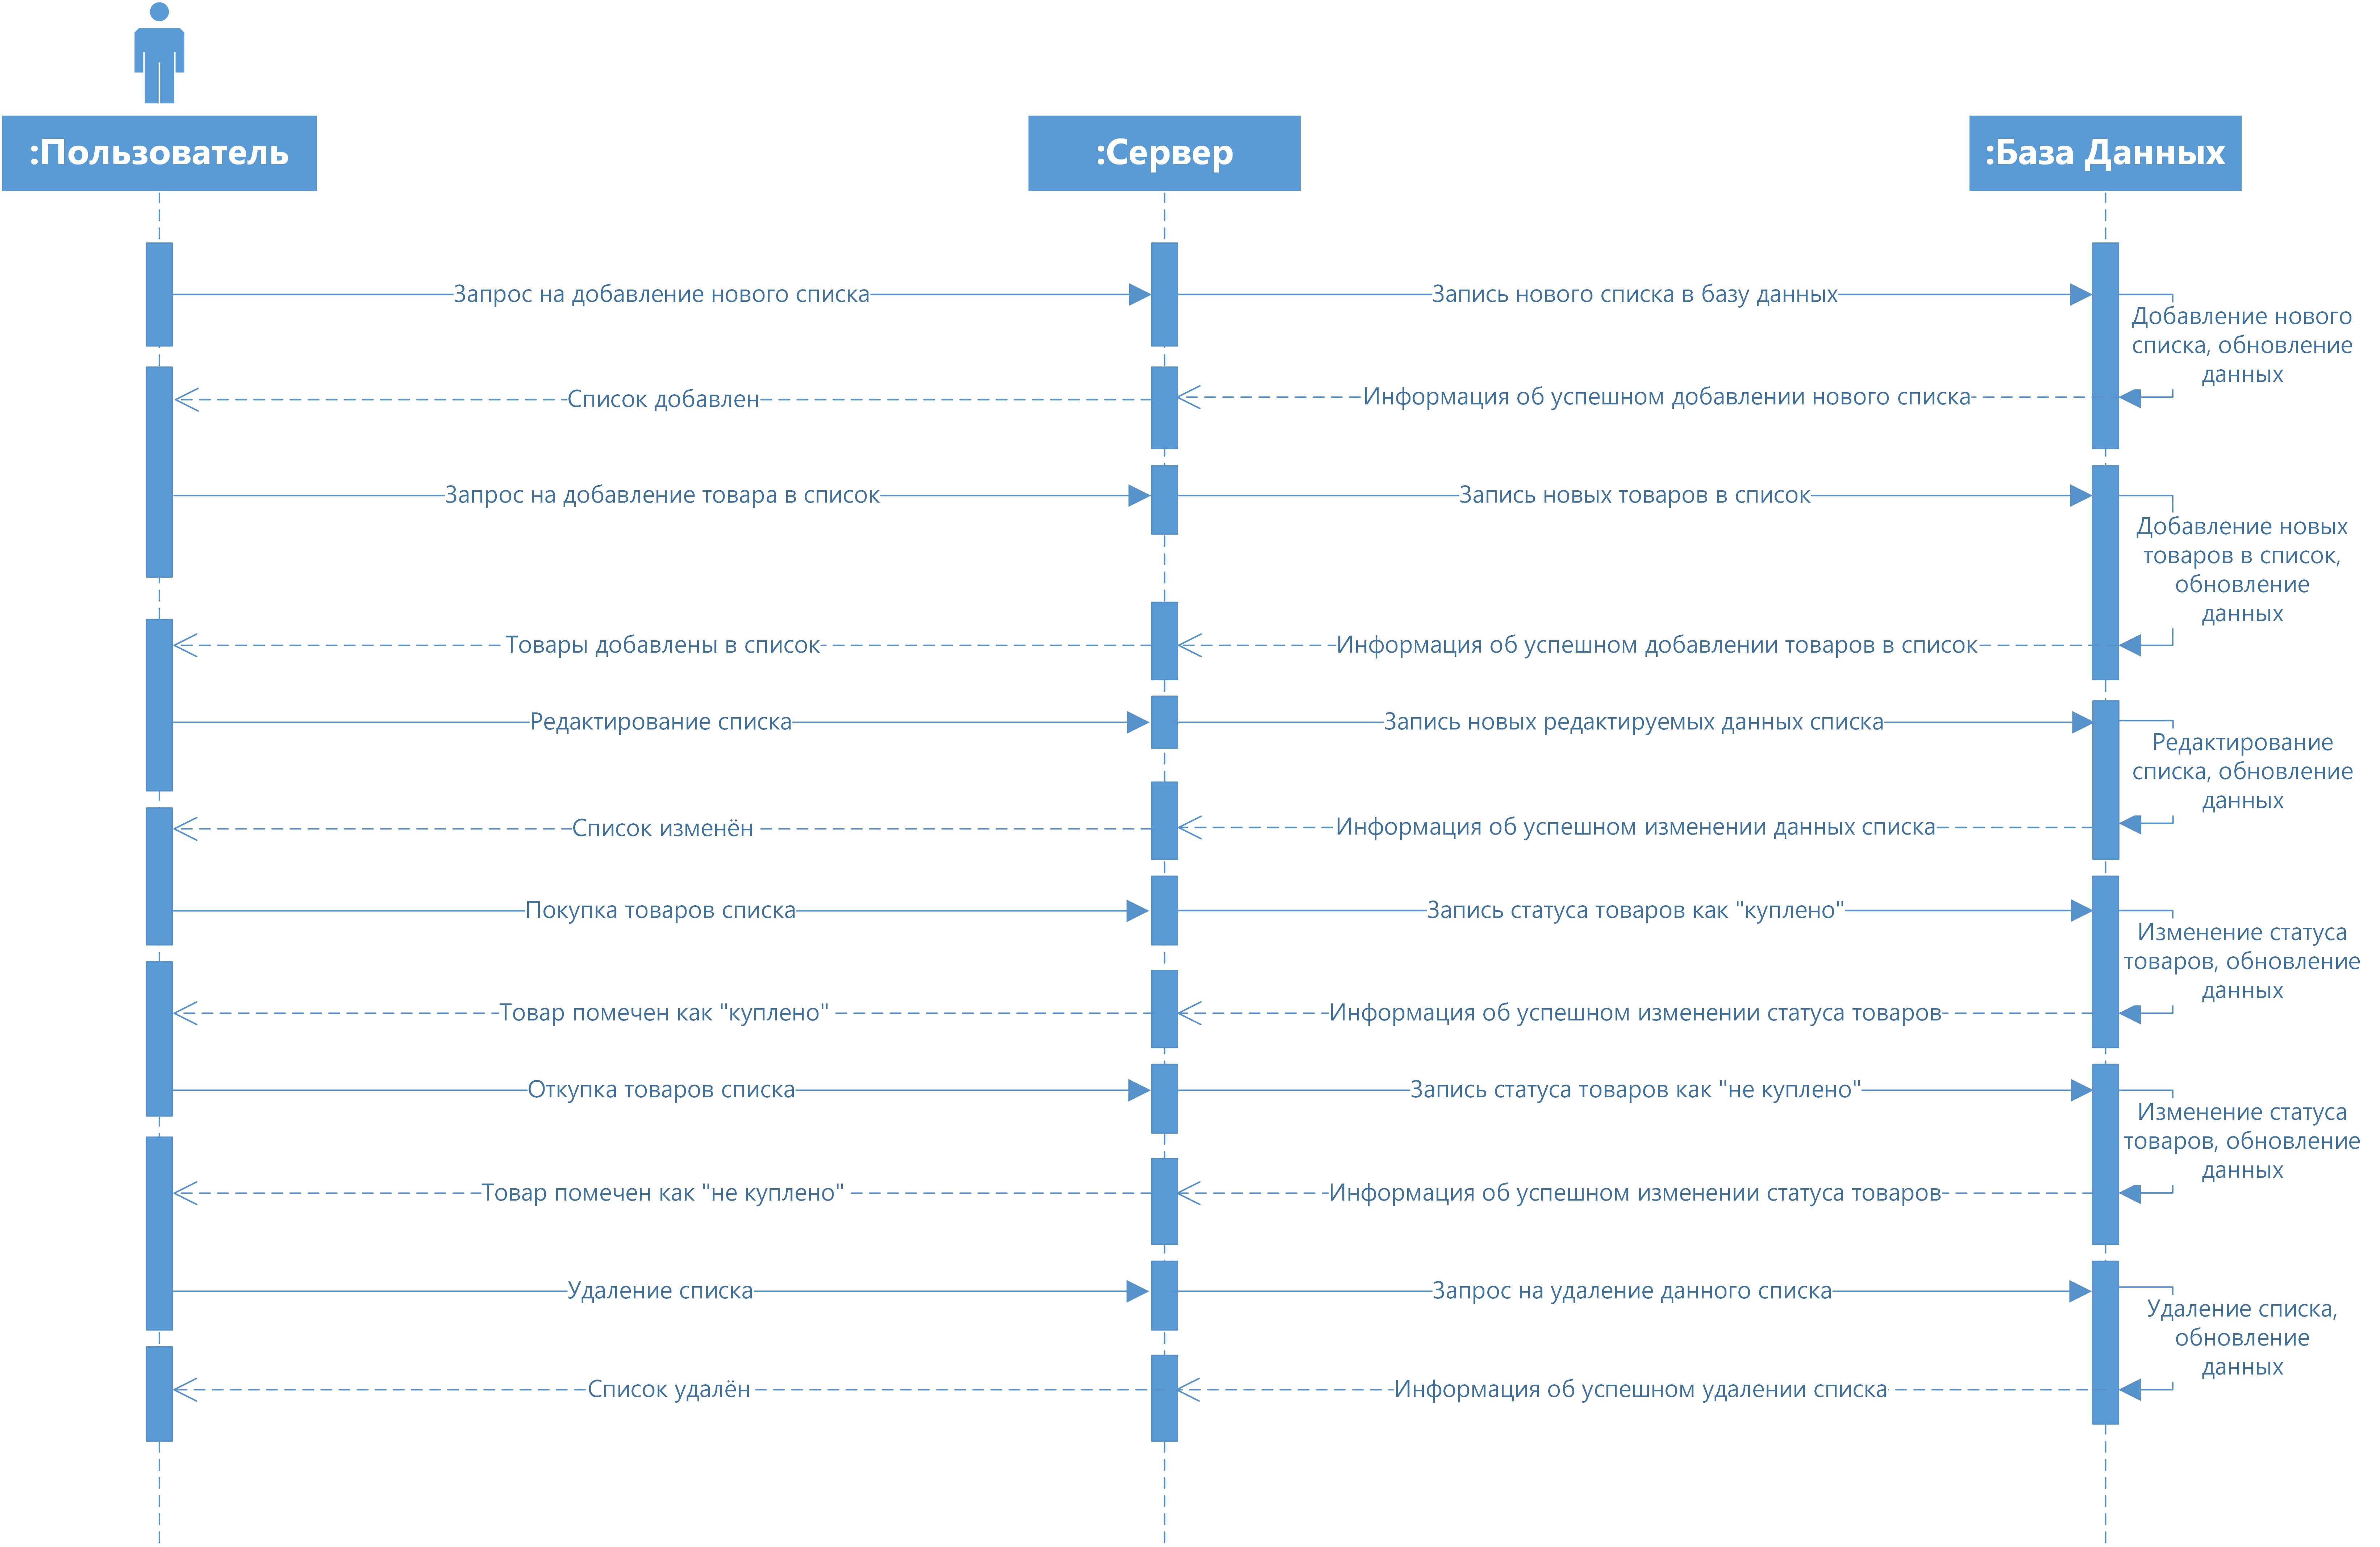 :Пользователь
:Сервер
:База Данных
Запрос на добавление нового списка
Запись нового списка в базу данных
Добавление нового
списка, обновление
данных
Список добавлен
Информация об успешном добавлении нового списка
Запрос на добавление товара в список
Запись новых товаров в список
Добавление новых
товаров в список,
обновление
данных
Товары добавлены в список
Информация об успешном добавлении товаров в список
Редактирование списка
Запись новых редактируемых данных списка
Редактирование
списка, обновление
данных
Список изменён
Информация об успешном изменении данных списка
Покупка товаров списка
Запись статуса товаров как "куплено"
Изменение статуса
товаров, обновление
данных
Товар помечен как "куплено"
Информация об успешном изменении статуса товаров
Откупка товаров списка
Запись статуса товаров как "не куплено"
Изменение статуса
товаров, обновление
данных
Товар помечен как "не куплено"
Информация об успешном изменении статуса товаров
Удаление списка
Запрос на удаление данного списка
Удаление списка,
обновление
данных
Список удалён
Информация об успешном удалении списка